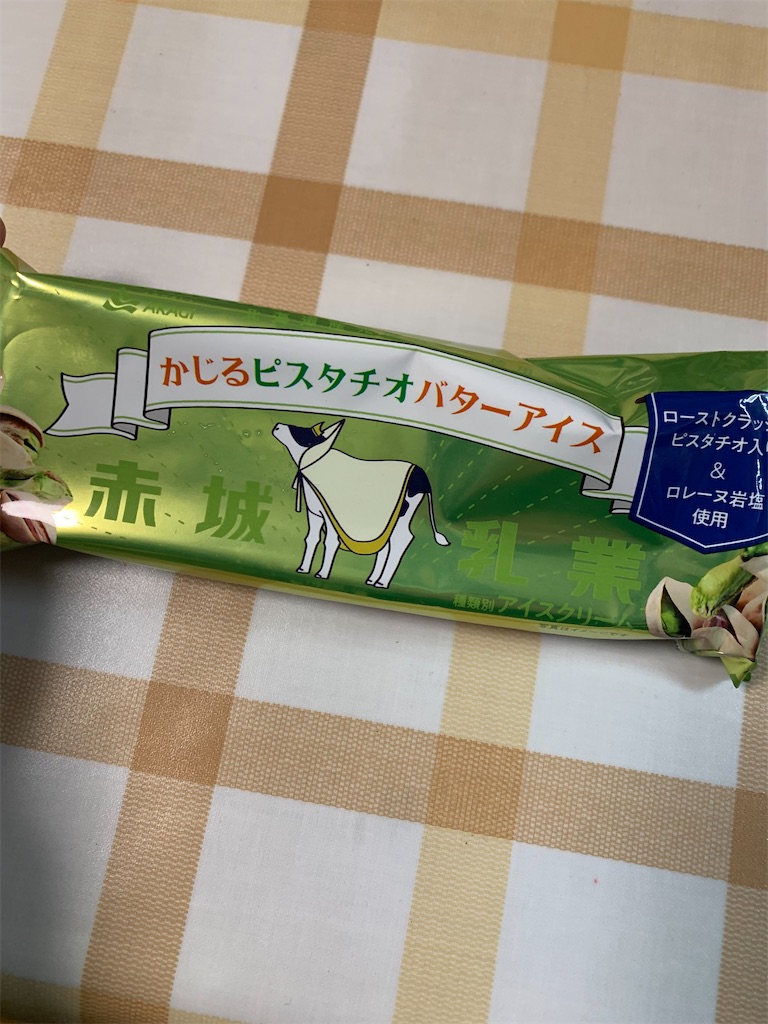 AKAGI
かじるピスタチオバターアイス
ローストクラッシ
ピスタチオ入り
&
ロレーヌ岩塩
使用
赤城 乳業
種類別 アイスクリーム